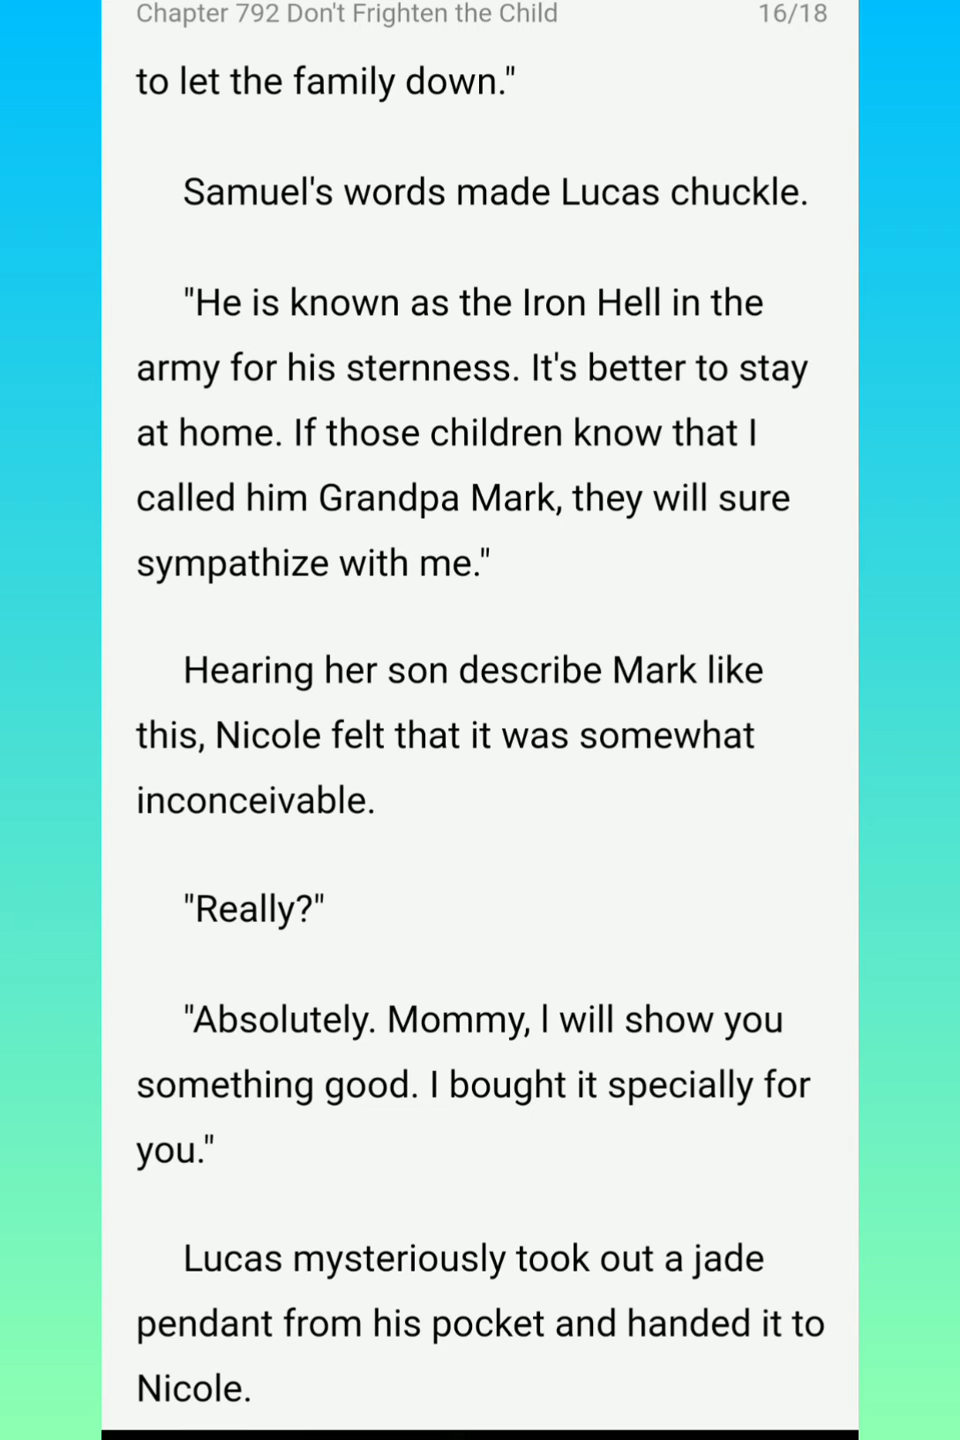 Chapter 792 Don't Frighten the Child 16/18
to let the family down."
Samuel's words made Lucas chuckle.
"He is known as the Iron Hell in the
army for his sternness. It's better to stay
at home. If those children know that I
called him Grandpa Mark, they will sure
sympathize with me."
Hearing her son describe Mark like
this, Nicole felt that it was somewhat
inconceivable.
"Really?"
"Absolutely. Mommy, I will show you
something good. I bought it specially for
you."
Lucas mysteriously took out a jade
pendant from his pocket and handed it to
Nicole.